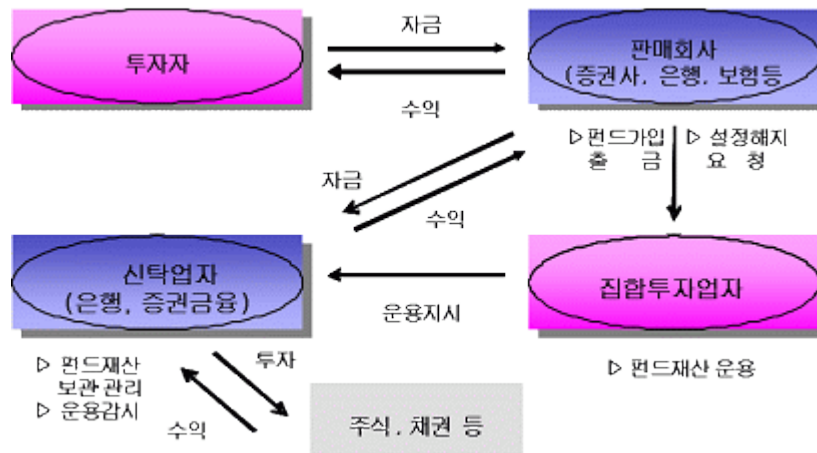 자금
투자자
판매회사
(증권사, 은행, 보험등
수익
▷ 펀드가입 ▷ 설정해지
출 금 요 청
자금
수익
신탁업자
(은행, 증권금융)
집합투자업자
운용지시
▷ 펀드재산
보관 관리
▷ 운용감시
투자
수익
▷ 펀드재산 운용
주식, 채권 등